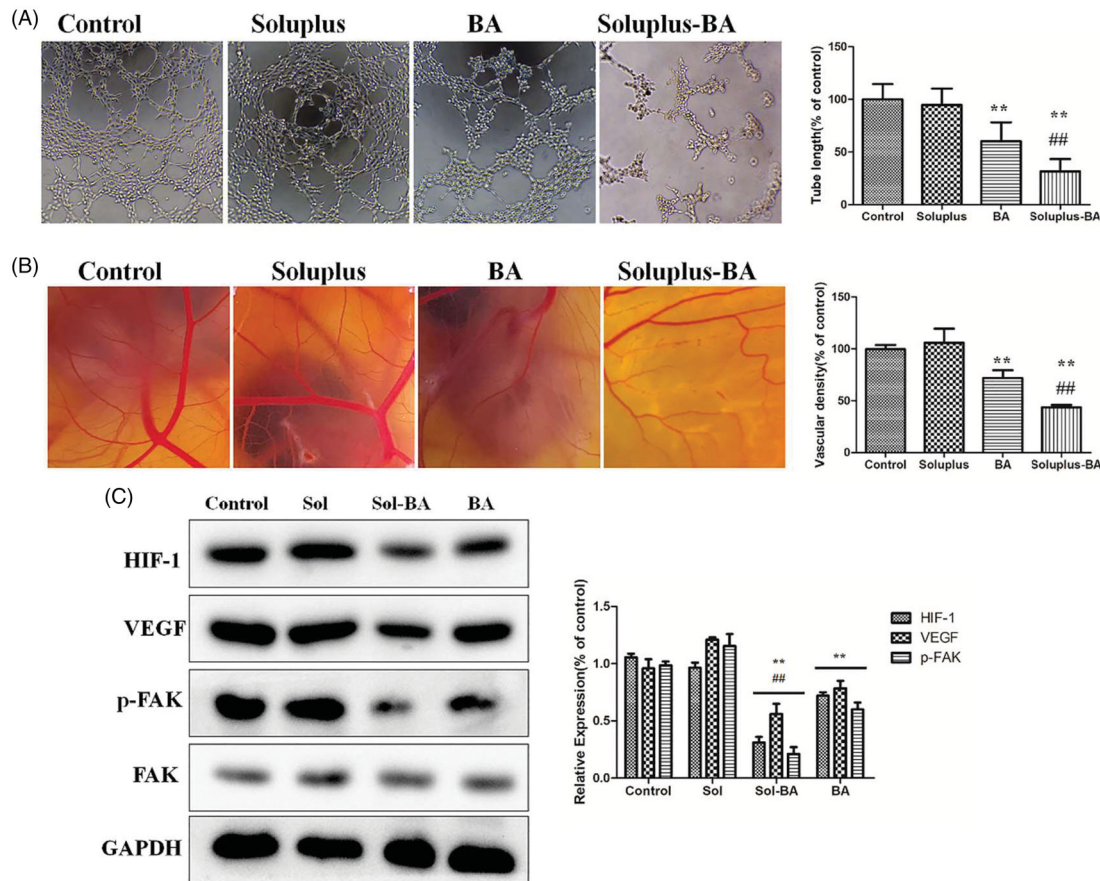 (A)
Control Soluplus BA Soluplus-BA
Tube length(% of control)
150
100
50
0
**
**
##
Control Soluplus BA Soluplus-BA
(B)
Control Soluplus BA Soluplus-BA
Vascular density(% of control)
150
100
50
0
**
**
##
Control Soluplus BA Soluplus-BA
(C)
Control Sol Sol-BA BA
HIF-1
VEGF
p-FAK
FAK
GAPDH
Relative Expression(% of control)
1.5
1.0
0.5
0.0
**
##
**
HIF-1
VEGF
p-FAK
Control Sol Sol-BA BA